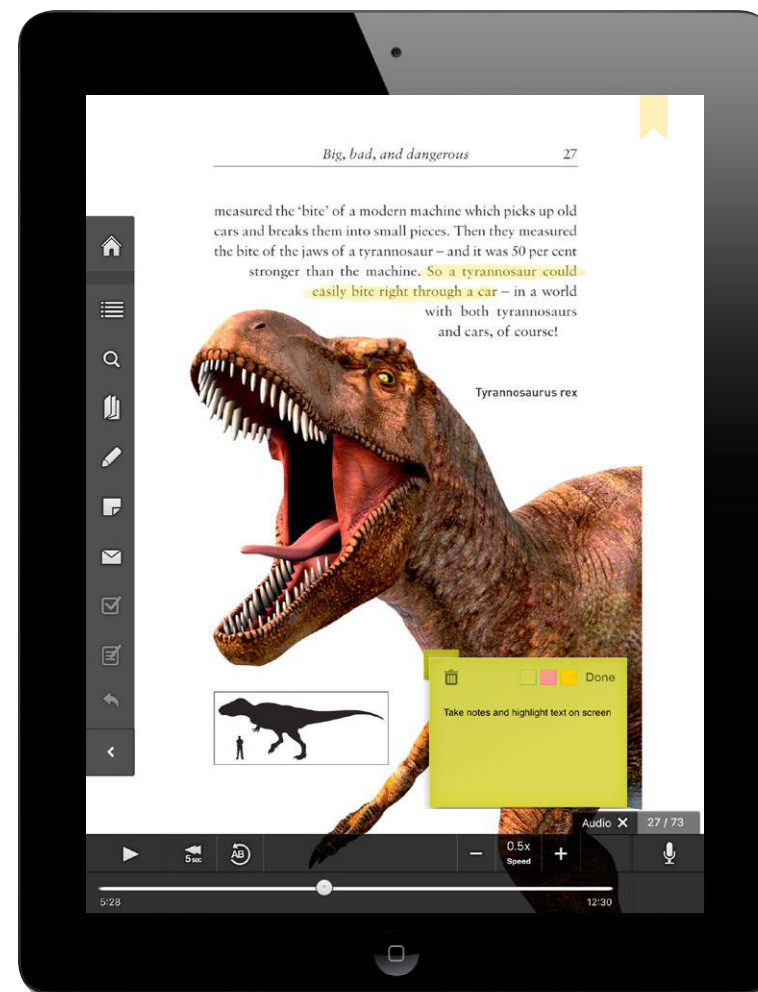 Big, bad, and dangerous 27
measured the ‘bite’ of a modern machine which picks up old
cars and breaks them into small pieces. Then they measured
the bite of the jaws of a tyrannosaur – and it was 50 per cent
stronger than the machine. So a tyrannosaur could
easily bite right through a car – in a world
with both tyrannosaurs
and cars, of course!
Tyrannosaurus rex
Done
Take notes and highlight text on screen
Audio ✕ 27 / 73
5 sec AB − 0.5x +
Speed
5:28 12:30